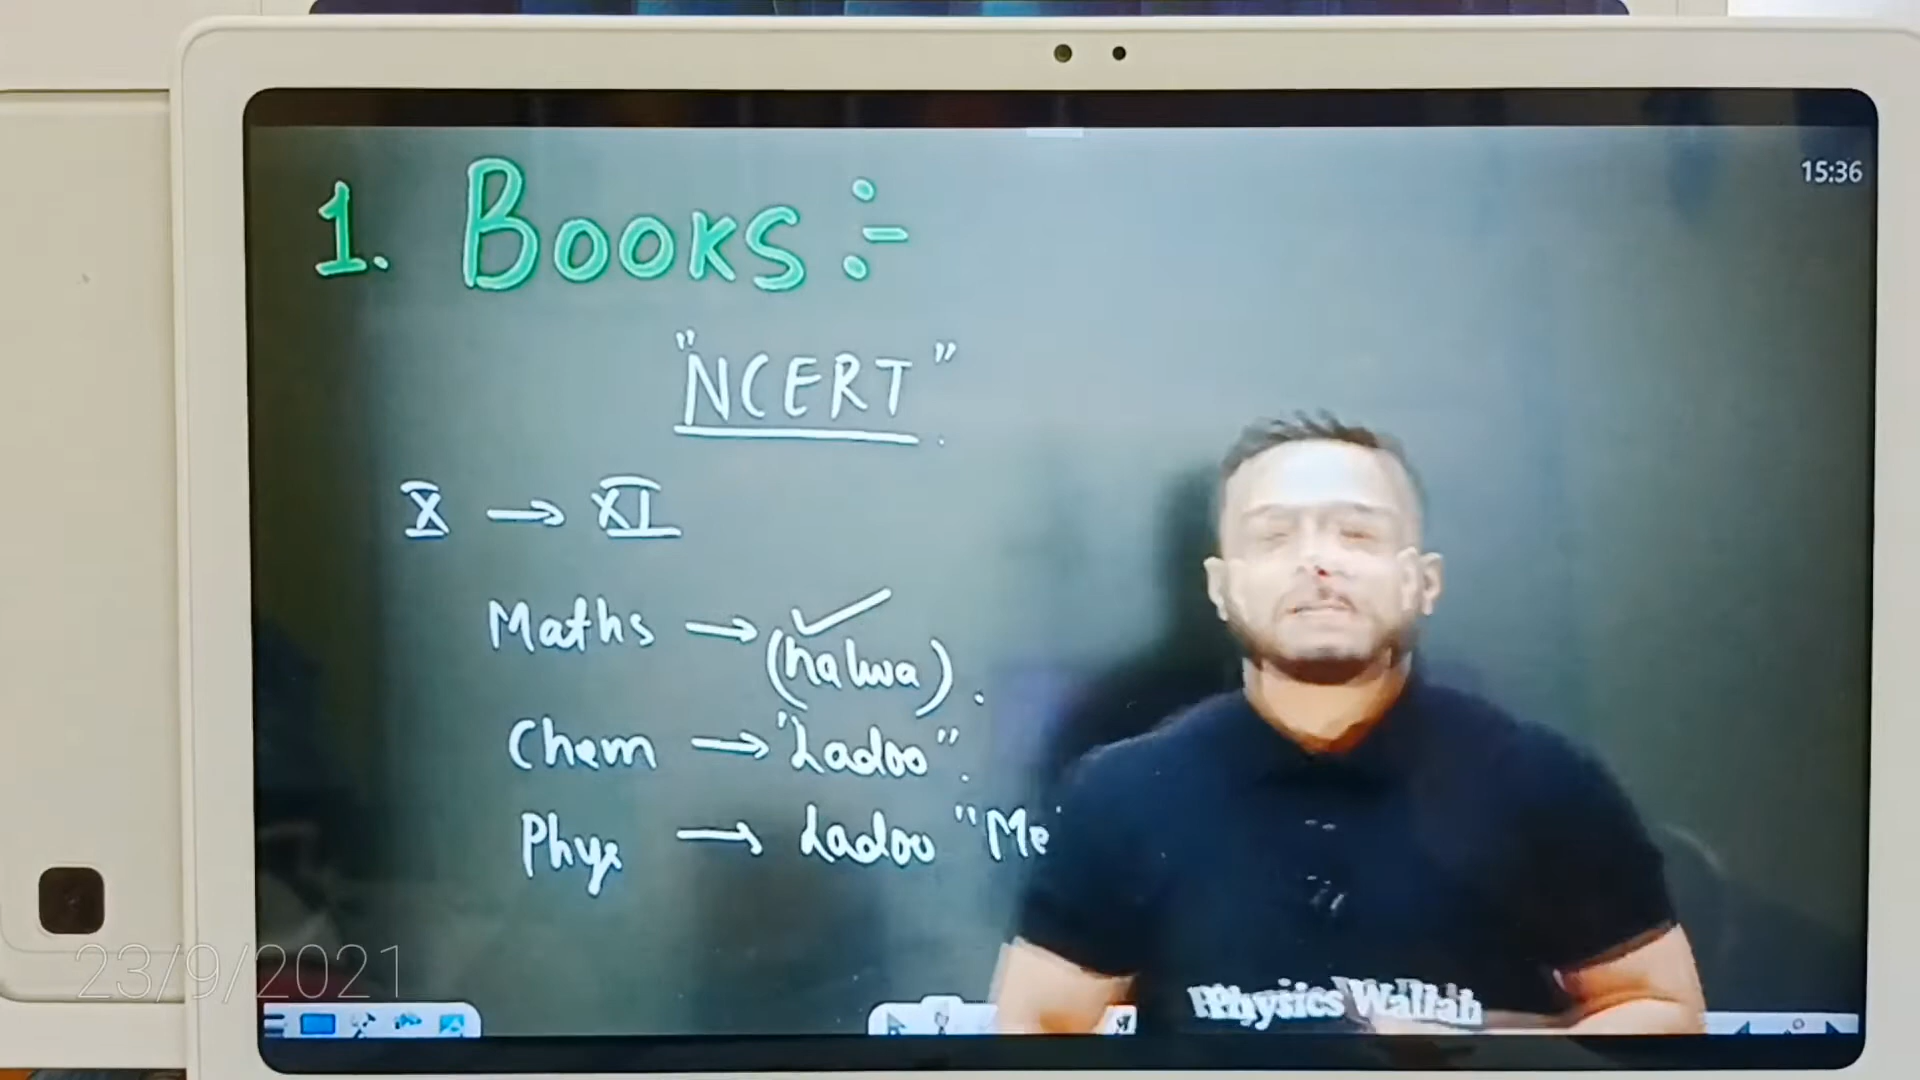 15:36
1. BOOKS :-
"NCERT"
X → XI
Maths → ✓
(halwa).
Chem → "Ladoo".
Phys → Ladoo "Me
Physics Wallah
23/9/2021